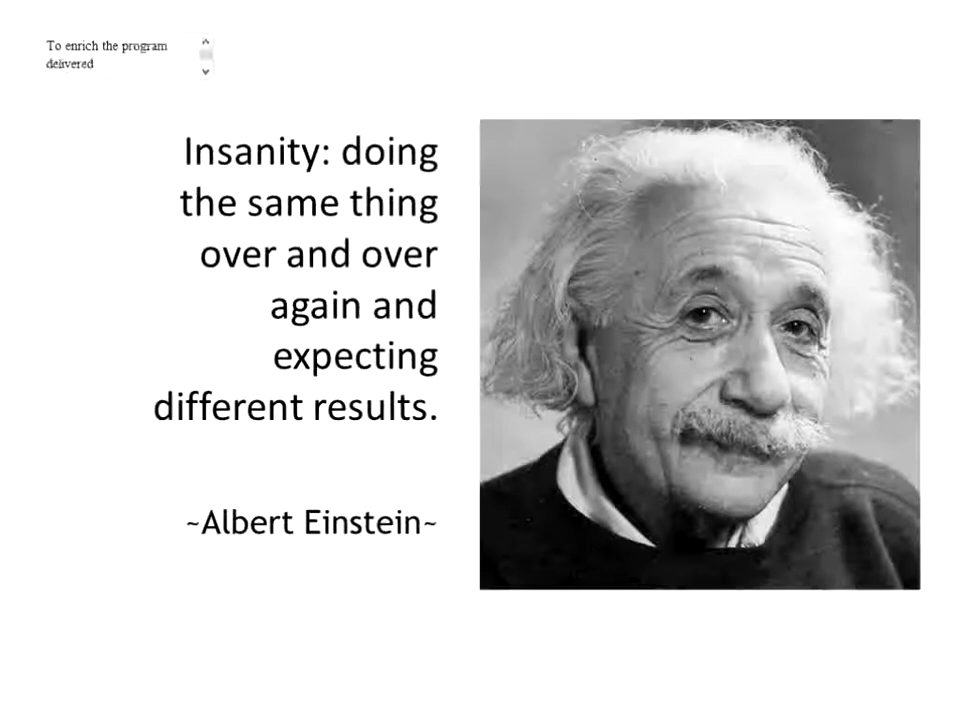 To enrich the program
delivered
Insanity: doing
the same thing
over and over
again and
expecting
different results.
~Albert Einstein~